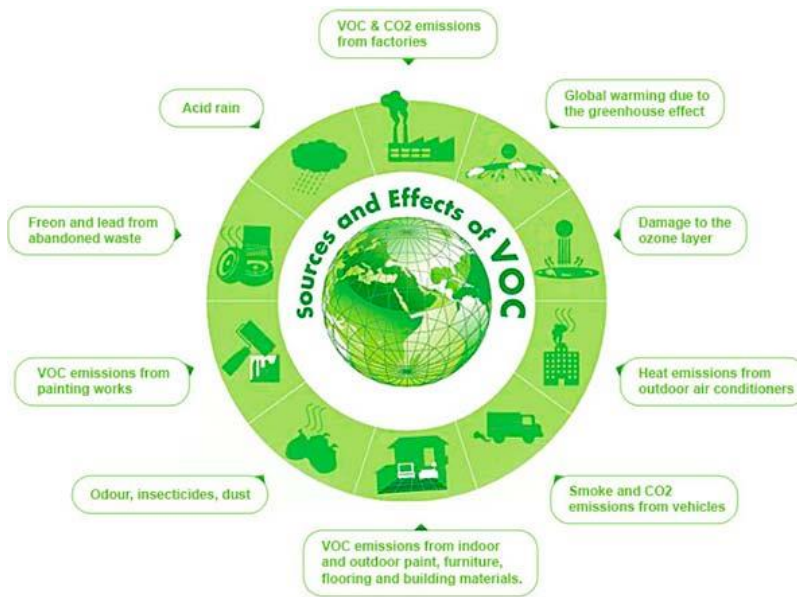 VOC & CO2 emissions
from factories
Acid rain
Global warming due to
the greenhouse effect
Sources and Effects of VOC
Freon and lead from
abandoned waste
Damage to the
ozone layer
VOC emissions from
painting works
Heat emissions from
outdoor air conditioners
Odour, insecticides, dust
Smoke and CO2
emissions from vehicles
VOC emissions from indoor
and outdoor paint, furniture,
flooring and building materials.